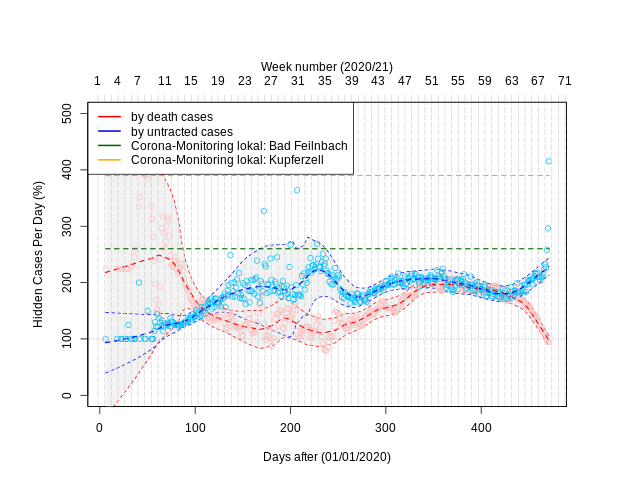 Week number (2020/21)
1 4 7 11 15 19 23 27 31 35 39 43 47 51 55 59 63 67 71
by death cases
by untracted cases
Corona-Monitoring lokal: Bad Feilnbach
Corona-Monitoring lokal: Kupferzell
Hidden Cases Per Day (%)
500
400
300
200
100
0
0 100 200 300 400
Days after (01/01/2020)